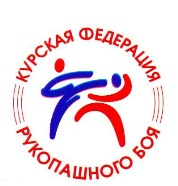 КУРСКАЯ ФЕДЕРАЦИЯ
РУКОПАШНОГО БОЯ